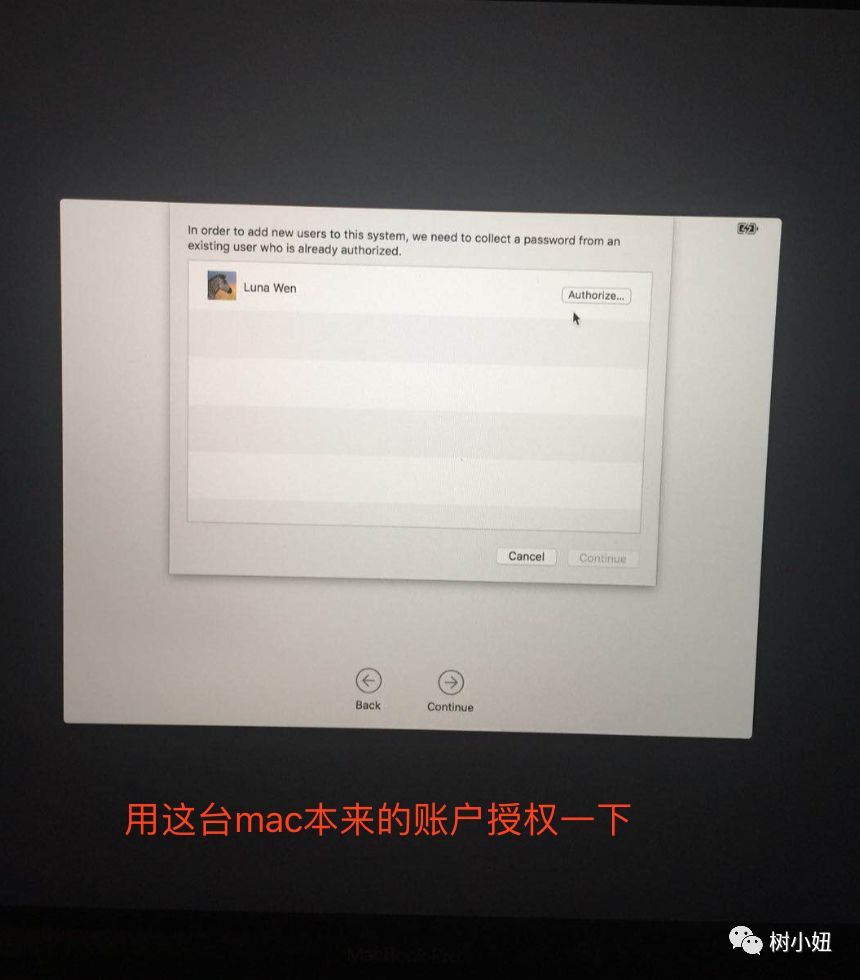 In order to add new users to this system, we need to collect a password from an
existing user who is already authorized.
Luna Wen
Authorize...
Cancel
Continue
Back
Continue
用这台mac本来的账户授权一下
MacBook Pro
树小妞